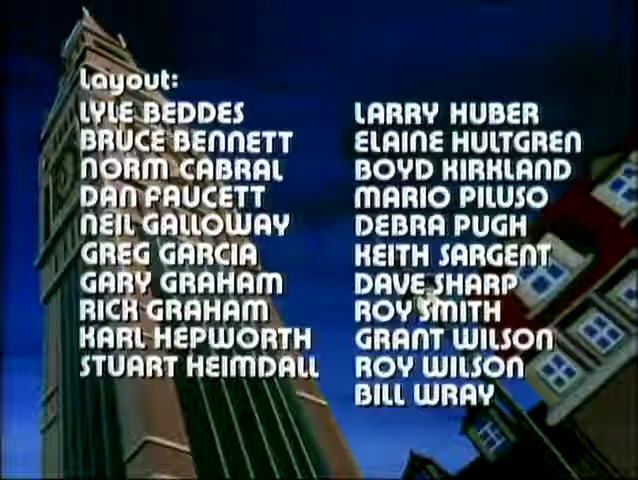 Layout:
LYLE BEDDES
BRUCE BENNETT
NORM CABRAL
DAN FAUCETT
NEIL GALLOWAY
GREG GARCIA
GARY GRAHAM
RICK GRAHAM
KARL HEPWORTH
STUART HEIMDALL
LARRY HUBER
ELAINE HULTGREN
BOYD KIRKLAND
MARIO PILUSO
DEBRA PUGH
KEITH SARGENT
DAVE SHARP
ROY SMITH
GRANT WILSON
ROY WILSON
BILL WRAY